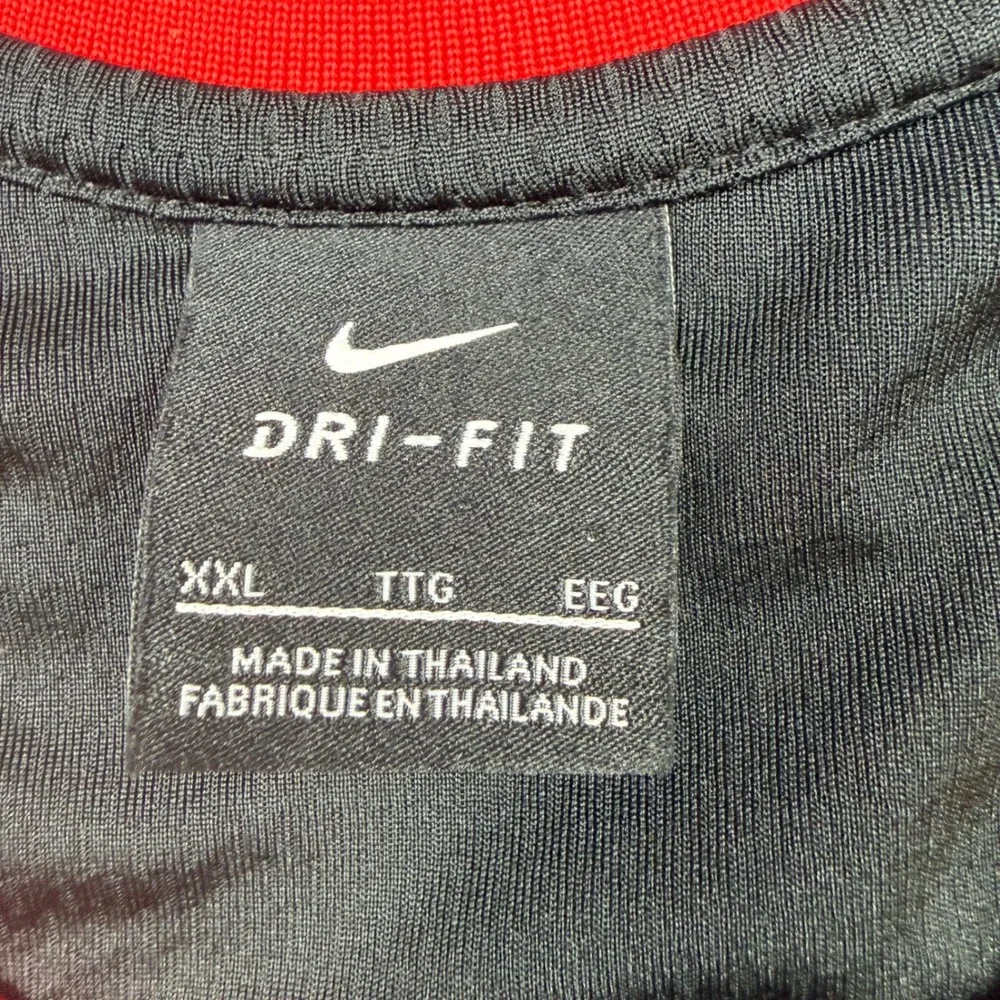 DRI-FIT
XXL TTG EEG
MADE IN THAILAND
FABRIQUE EN THAILANDE